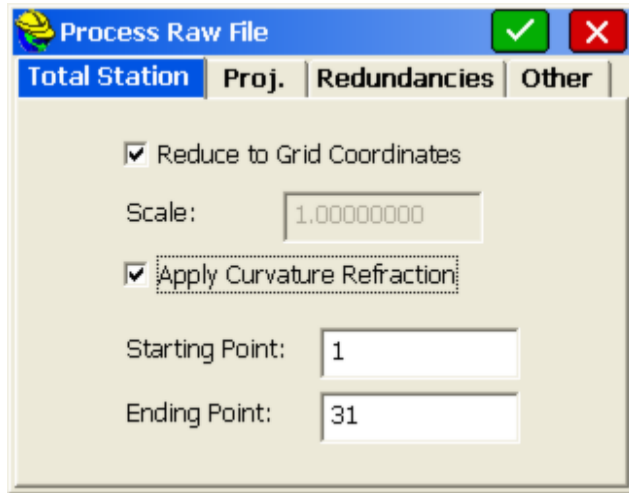 Process Raw File
Total Station Proj. Redundancies Other
Reduce to Grid Coordinates
Scale: 1.00000000
Apply Curvature Refraction
Starting Point: 1
Ending Point: 31